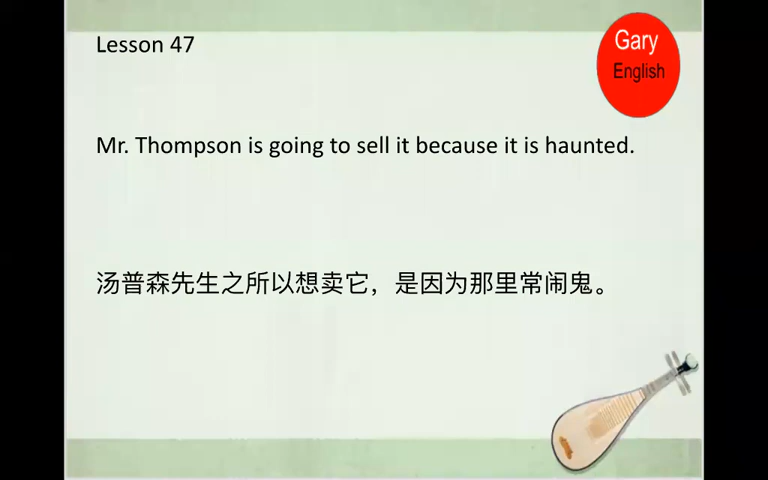 Lesson 47
Gary
English
Mr. Thompson is going to sell it because it is haunted.
汤普森先生之所以想卖它，是因为那里常闹鬼。